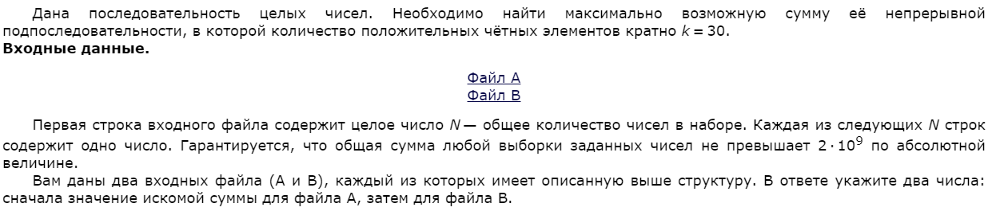 Дана последовательность целых чисел. Необходимо найти максимально возможную сумму её непрерывной
подпоследовательности, в которой количество положительных чётных элементов кратно k = 30.
Входные данные.
Файл A
Файл B
Первая строка входного файла содержит целое число N — общее количество чисел в наборе. Каждая из следующих N строк
содержит одно число. Гарантируется, что общая сумма любой выборки заданных чисел не превышает 2 · 10⁹ по абсолютной
величине.
Вам даны два входных файла (A и B), каждый из которых имеет описанную выше структуру. В ответе укажите два числа:
сначала значение искомой суммы для файла A, затем для файла B.